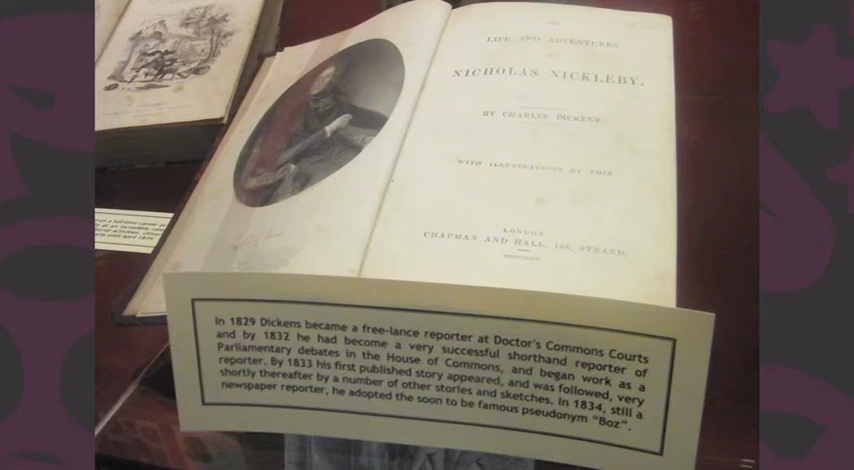 LIFE AND ADVENTURES
NICHOLAS NICKLEBY.
BY CHARLES DICKENS.
WITH ILLUSTRATIONS BY PHIZ.
LONDON:
CHAPMAN AND HALL, 186, STRAND.
In 1829 Dickens became a free-lance reporter at Doctor's Commons Courts
and by 1832 he had become a very successful shorthand reporter of
Parliamentary debates in the House of Commons, and began work as a
reporter. By 1833 his first published story appeared, and was followed, very
shortly thereafter by a number of other stories and sketches. In 1834, still a
newspaper reporter, he adopted the soon to be famous pseudonym "Boz".